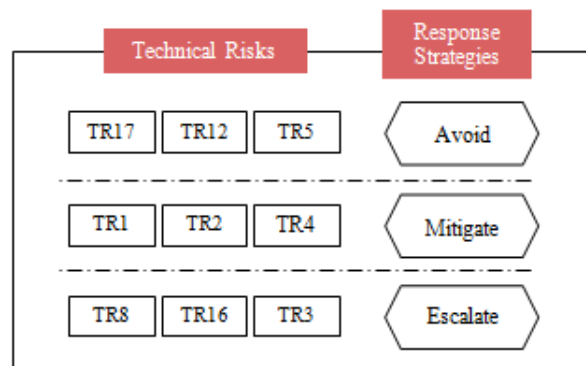 Technical Risks
Response
Strategies
TR17 TR12 TR5 Avoid
TR1 TR2 TR4 Mitigate
TR8 TR16 TR3 Escalate